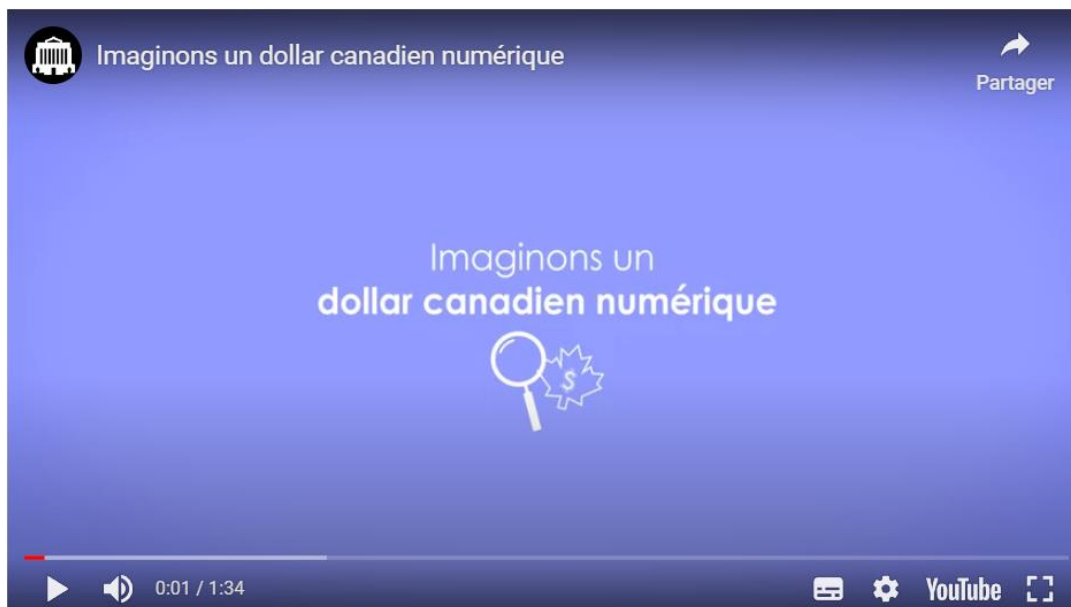 Imaginons un dollar canadien numérique
Partager
Imaginons un
dollar canadien numérique
$
0:01 / 1:34
YouTube